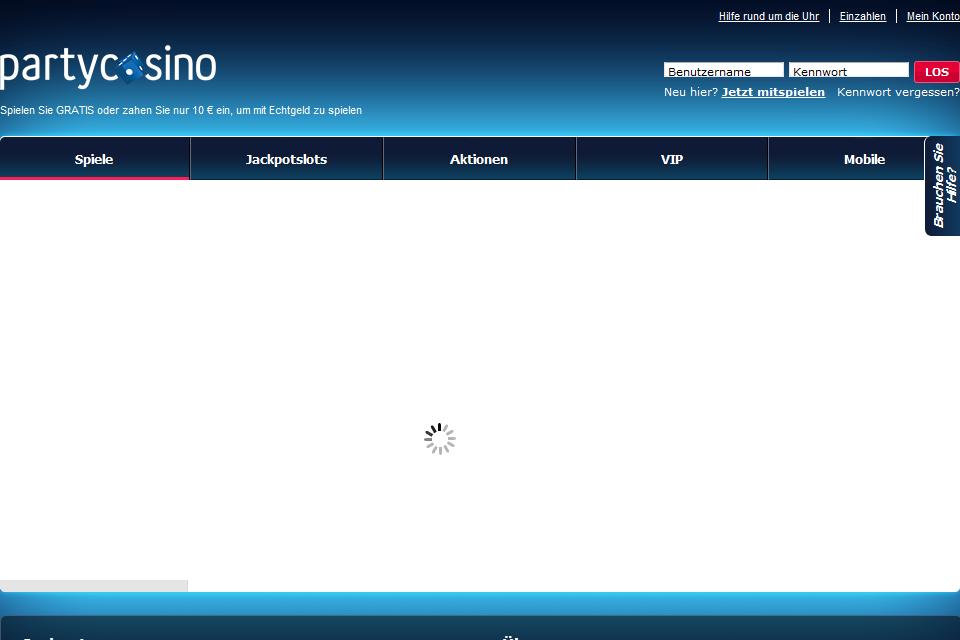 Hilfe rund um die Uhr Einzahlen Mein Konto
partycasino
Benutzername Kennwort LOS
Neu hier? Jetzt mitspielen Kennwort vergessen?
Spielen Sie GRATIS oder zahen Sie nur 10 € ein, um mit Echtgeld zu spielen
Spiele Jackpotslots Aktionen VIP Mobile
Brauchen Sie
Hilfe?